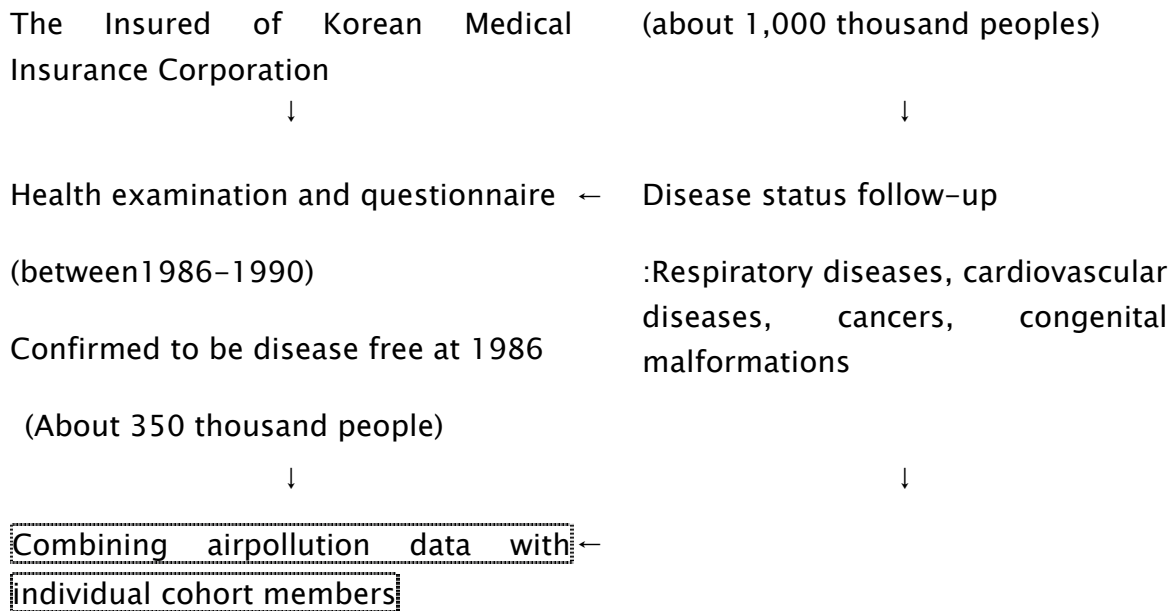 The Insured of Korean Medical
Insurance Corporation
(about 1,000 thousand peoples)
↓
↓
Health examination and questionnaire ←
Disease status follow-up
(between1986-1990)
:Respiratory diseases, cardiovascular
diseases, cancers, congenital
malformations
Confirmed to be disease free at 1986
(About 350 thousand people)
↓
↓
Combining airpollution data with ←
individual cohort members